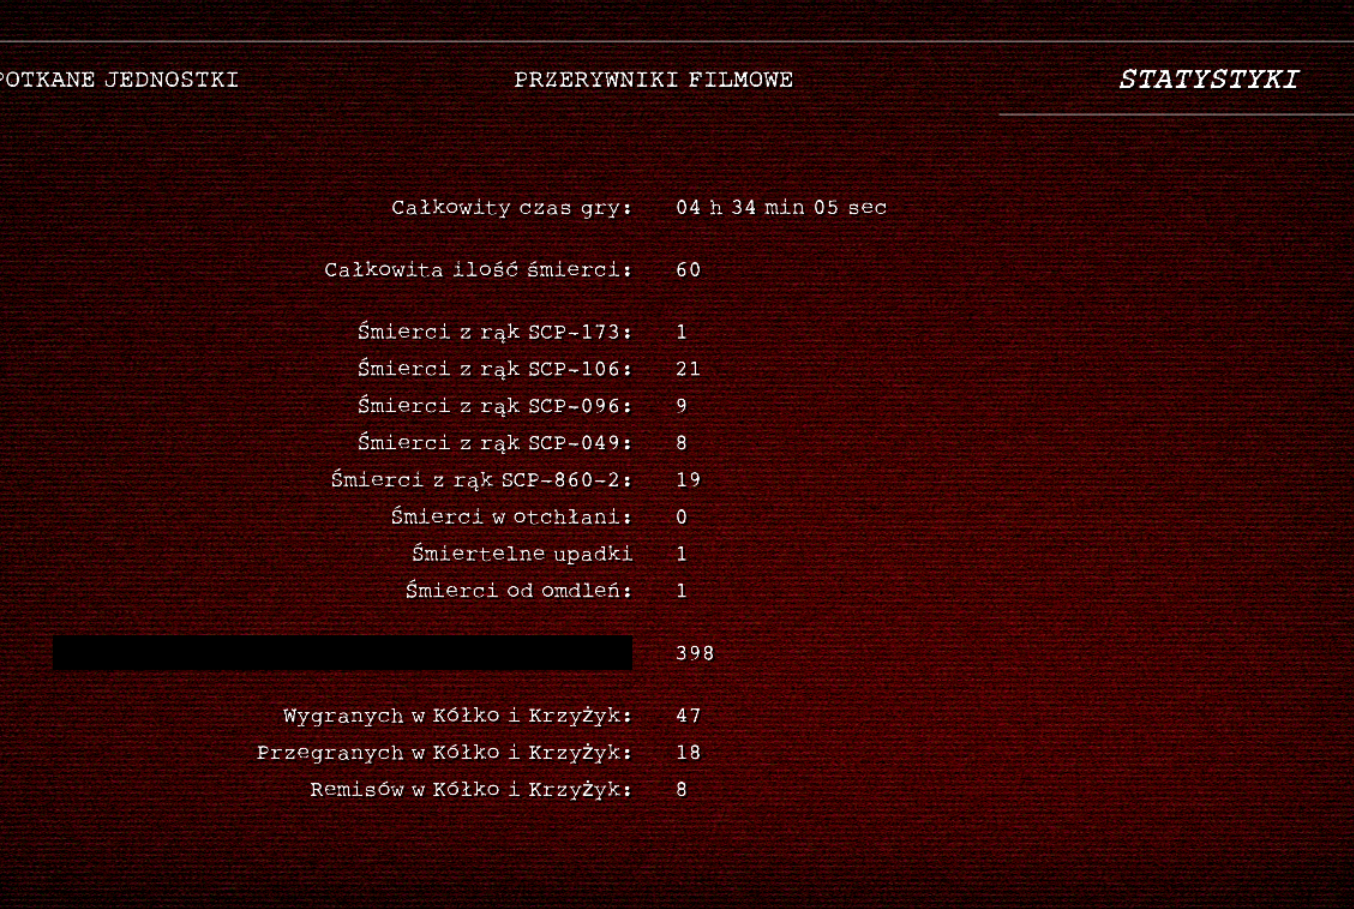 POTKANE JEDNOSTKI PRZERYWNIKI FILMOWE STATYSTYKI
Całkowity czas gry: 04 h 34 min 05 sec
Całkowita ilość śmierci: 60
Śmierci z rąk SCP-173: 1
Śmierci z rąk SCP-106: 21
Śmierci z rąk SCP-096: 9
Śmierci z rąk SCP-049: 8
Śmierci z rąk SCP-860-2: 19
Śmierci w otchłani: 0
Śmiertelne upadki 1
Śmierci od omdleń: 1
398
Wygranych w Kółko i Krzyżyk: 47
Przegranych w Kółko i Krzyżyk: 18
Remisów w Kółko i Krzyżyk: 8